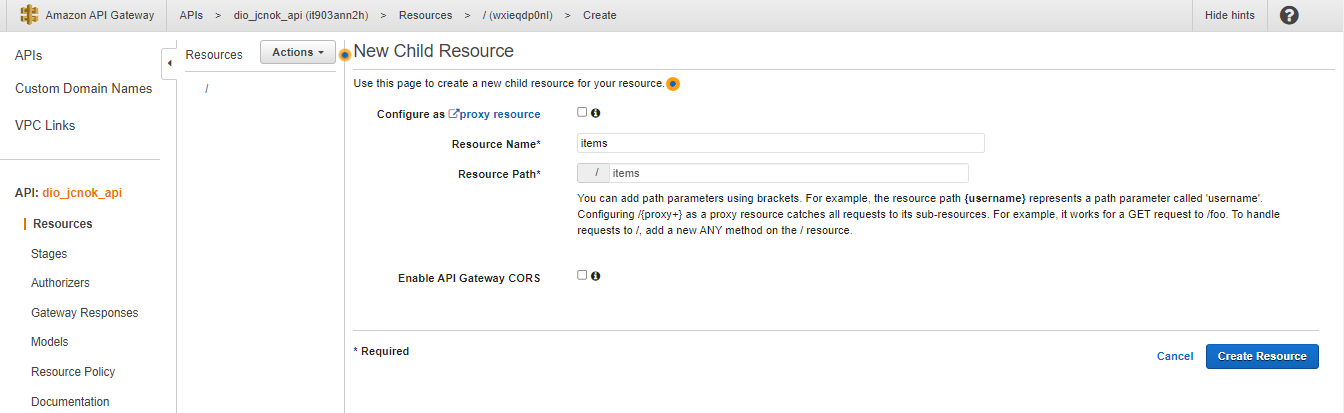 Amazon API Gateway APIs > dio_jcnok_api (it903ann2h) > Resources > / (wxieqdp0nl) > Create Hide hints ?
APIs
Custom Domain Names
VPC Links
API: dio_jcnok_api
Resources
Stages
Authorizers
Gateway Responses
Models
Resource Policy
Documentation
Resources Actions
/
New Child Resource
Use this page to create a new child resource for your resource.
Configure as proxy resource
Resource Name* items
Resource Path* / items
You can add path parameters using brackets. For example, the resource path {username} represents a path parameter called 'username'.
Configuring /{proxy+} as a proxy resource catches all requests to its sub-resources. For example, it works for a GET request to /foo. To handle
requests to /, add a new ANY method on the / resource.
Enable API Gateway CORS
* Required Cancel Create Resource